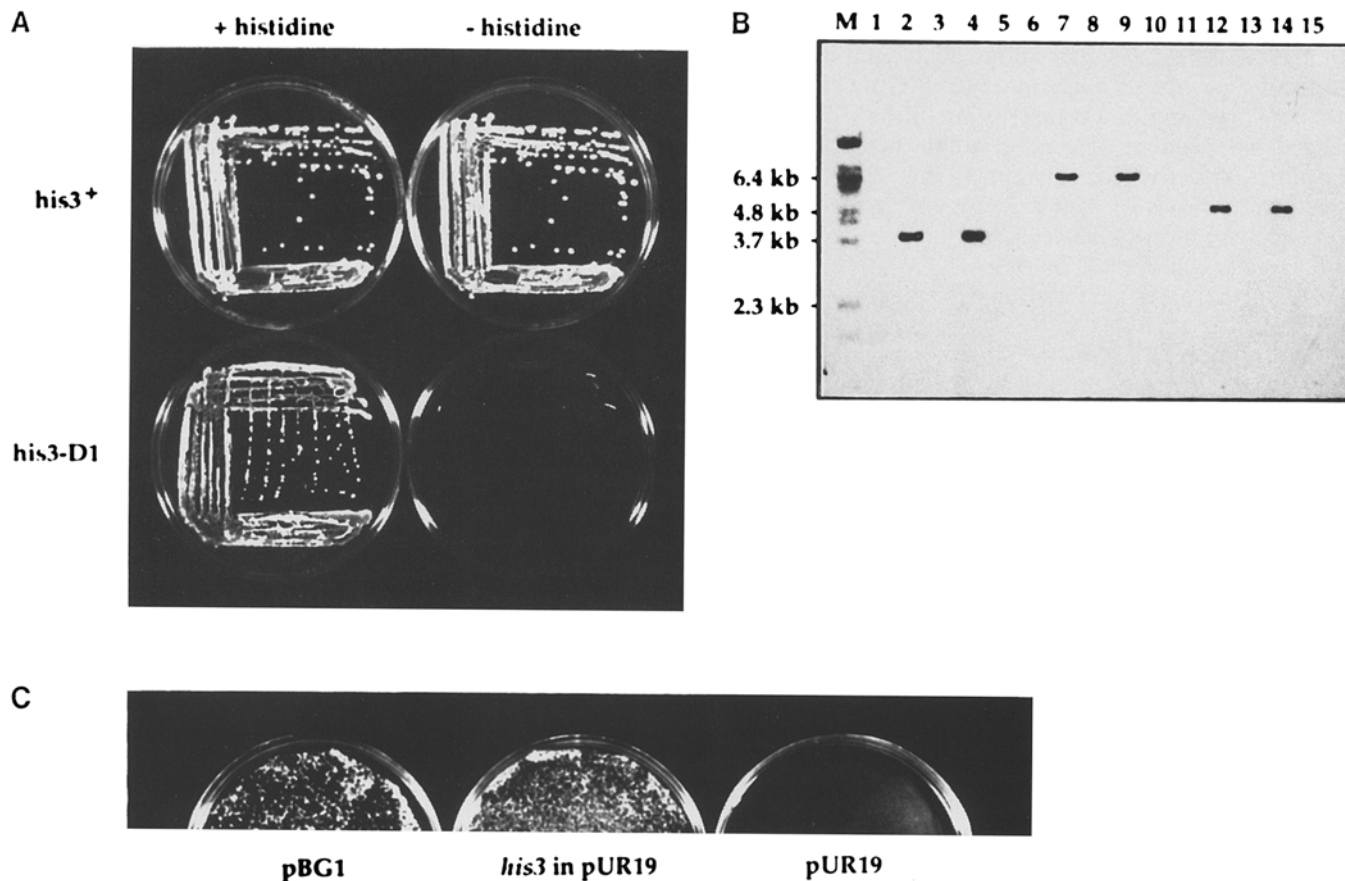 A
+ histidine - histidine
his3+
his3-D1
B
M 1 2 3 4 5 6 7 8 9 10 11 12 13 14 15
6.4 kb
4.8 kb
3.7 kb
2.3 kb
C
pBG1 his3 in pUR19 pUR19